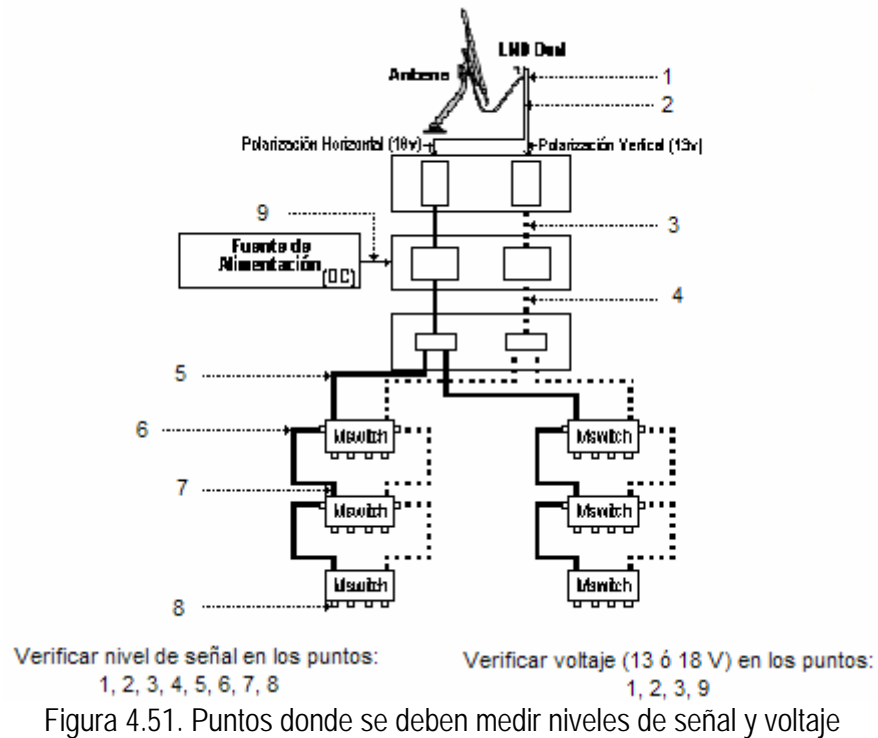 LNB Dual
Antena
1
2
Polarización Horizontal (18v)
Polarización Vertical (13v)
9
3
Fuente de
Alimentación
(DC)
4
5
6
Mswitch
Mswitch
7
Mswitch
Mswitch
Mswitch
Mswitch
8
Verificar nivel de señal en los puntos:
1, 2, 3, 4, 5, 6, 7, 8
Verificar voltaje (13 ó 18 V) en los puntos:
1, 2, 3, 9
Figura 4.51. Puntos donde se deben medir niveles de señal y voltaje